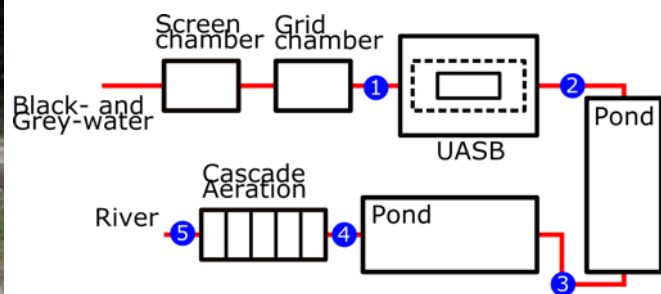 Screen
chamber
Grid
chamber
Black- and
Grey-water
1
UASB
2
Pond
3
Pond
4
Cascade
Aeration
5
River